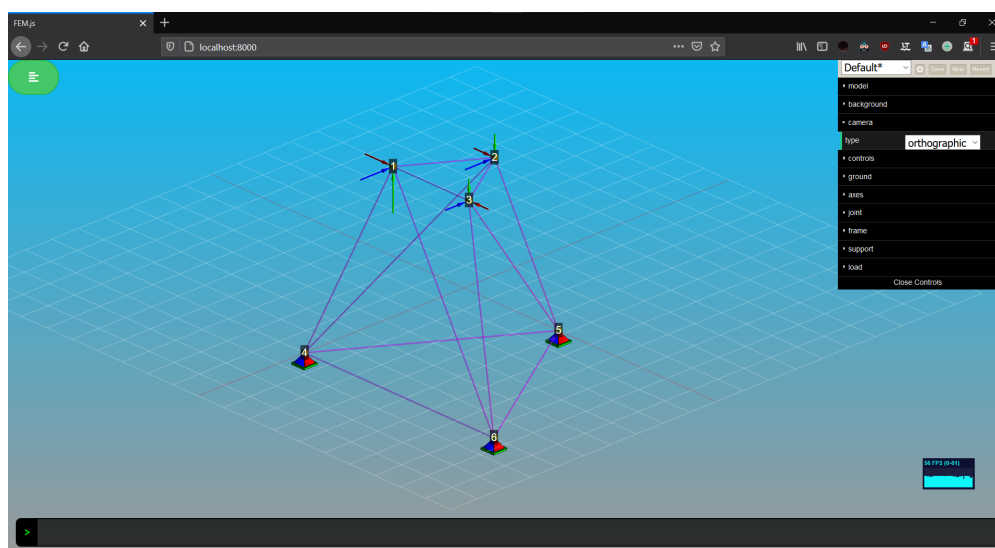 FEM.js
localhost:8000
1
Default*
Save New Revert
model
background
camera
type orthographic
controls
ground
axes
joint
frame
support
load
Close Controls
1
2
3
4
5
6
56 FPS (0-61)
>